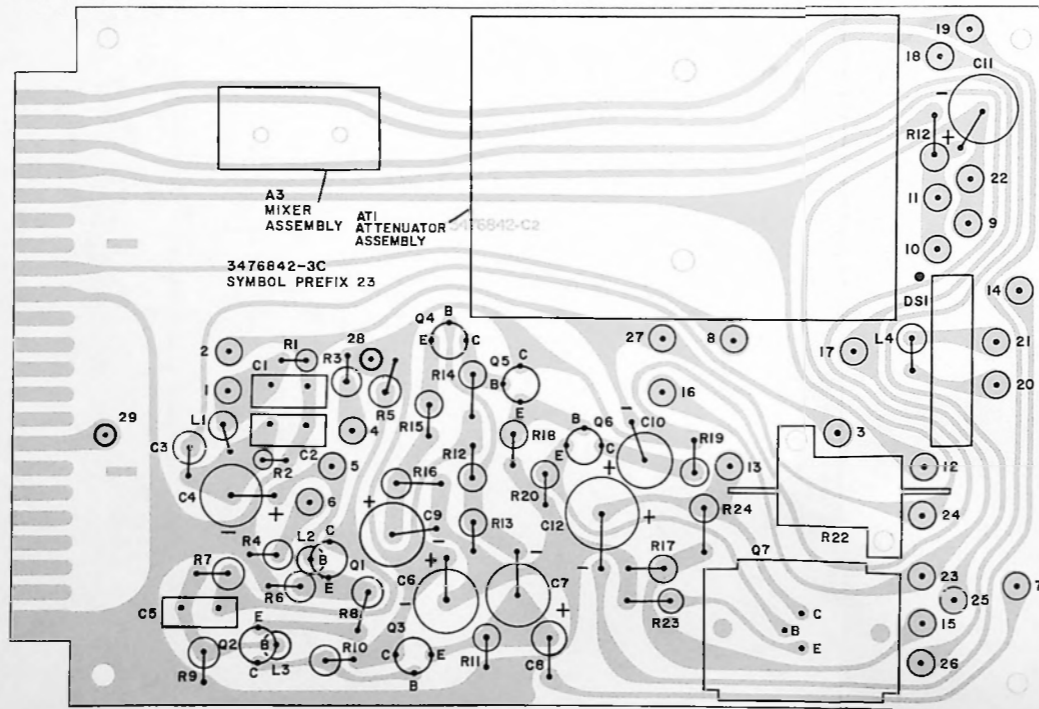 19
18
C11
-
R12
+
22
11
9
10
A3
MIXER
ASSEMBLY
AT1
ATTENUATOR
ASSEMBLY
5476842-C2
3476842-3C
SYMBOL PREFIX 23
DS1
14
B
Q4
E
C
27
8
L4
21
17
2
R1
R3
28
Q5
C
B
E
R14
20
C1
1
R5
R15
16
29
L1
4
C3
C2
R18
B
Q6
E
C
-
C10
R19
3
R2
5
R12
13
12
C4
+
-
R16
R20
6
+
C9
-
R13
C12
+
-
R24
24
R22
R4
L2
C
B
E
Q1
R7
+
C6
-
-
C7
+
R17
Q7
23
R6
R8
R23
25
7
C5
C
B
E
15
Q2
E
B
C
L3
Q3
C
E
B
R9
R10
R11
C8
26